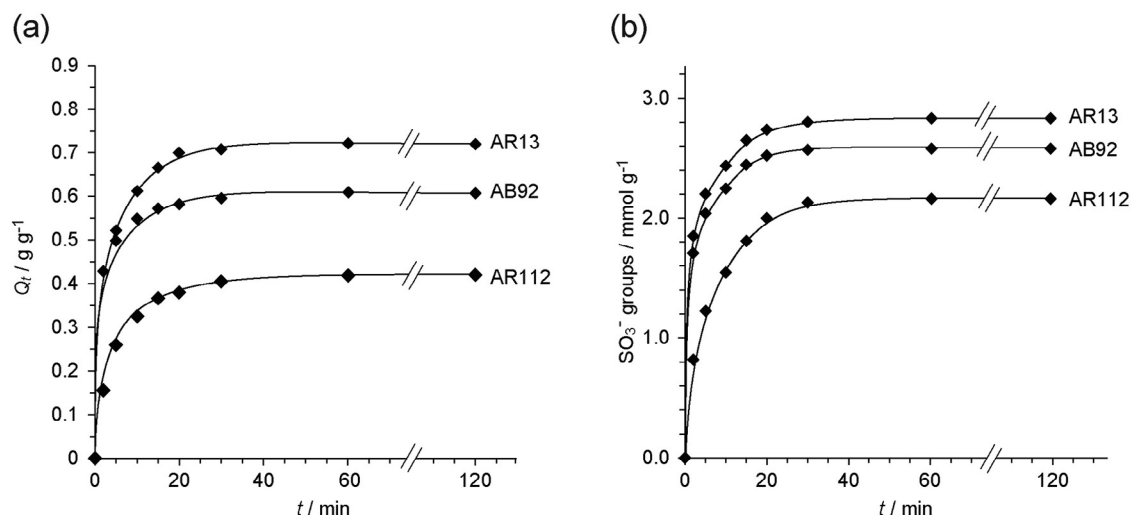 (a)
0.9
0.8
0.7
0.6
0.5
0.4
0.3
0.2
0.1
0
Qt / g g-1
AR13
AB92
AR112
0 20 40 60 120
t / min
(b)
3.0
2.0
1.0
0.0
SO3- groups / mmol g-1
AR13
AB92
AR112
0 20 40 60 120
t / min